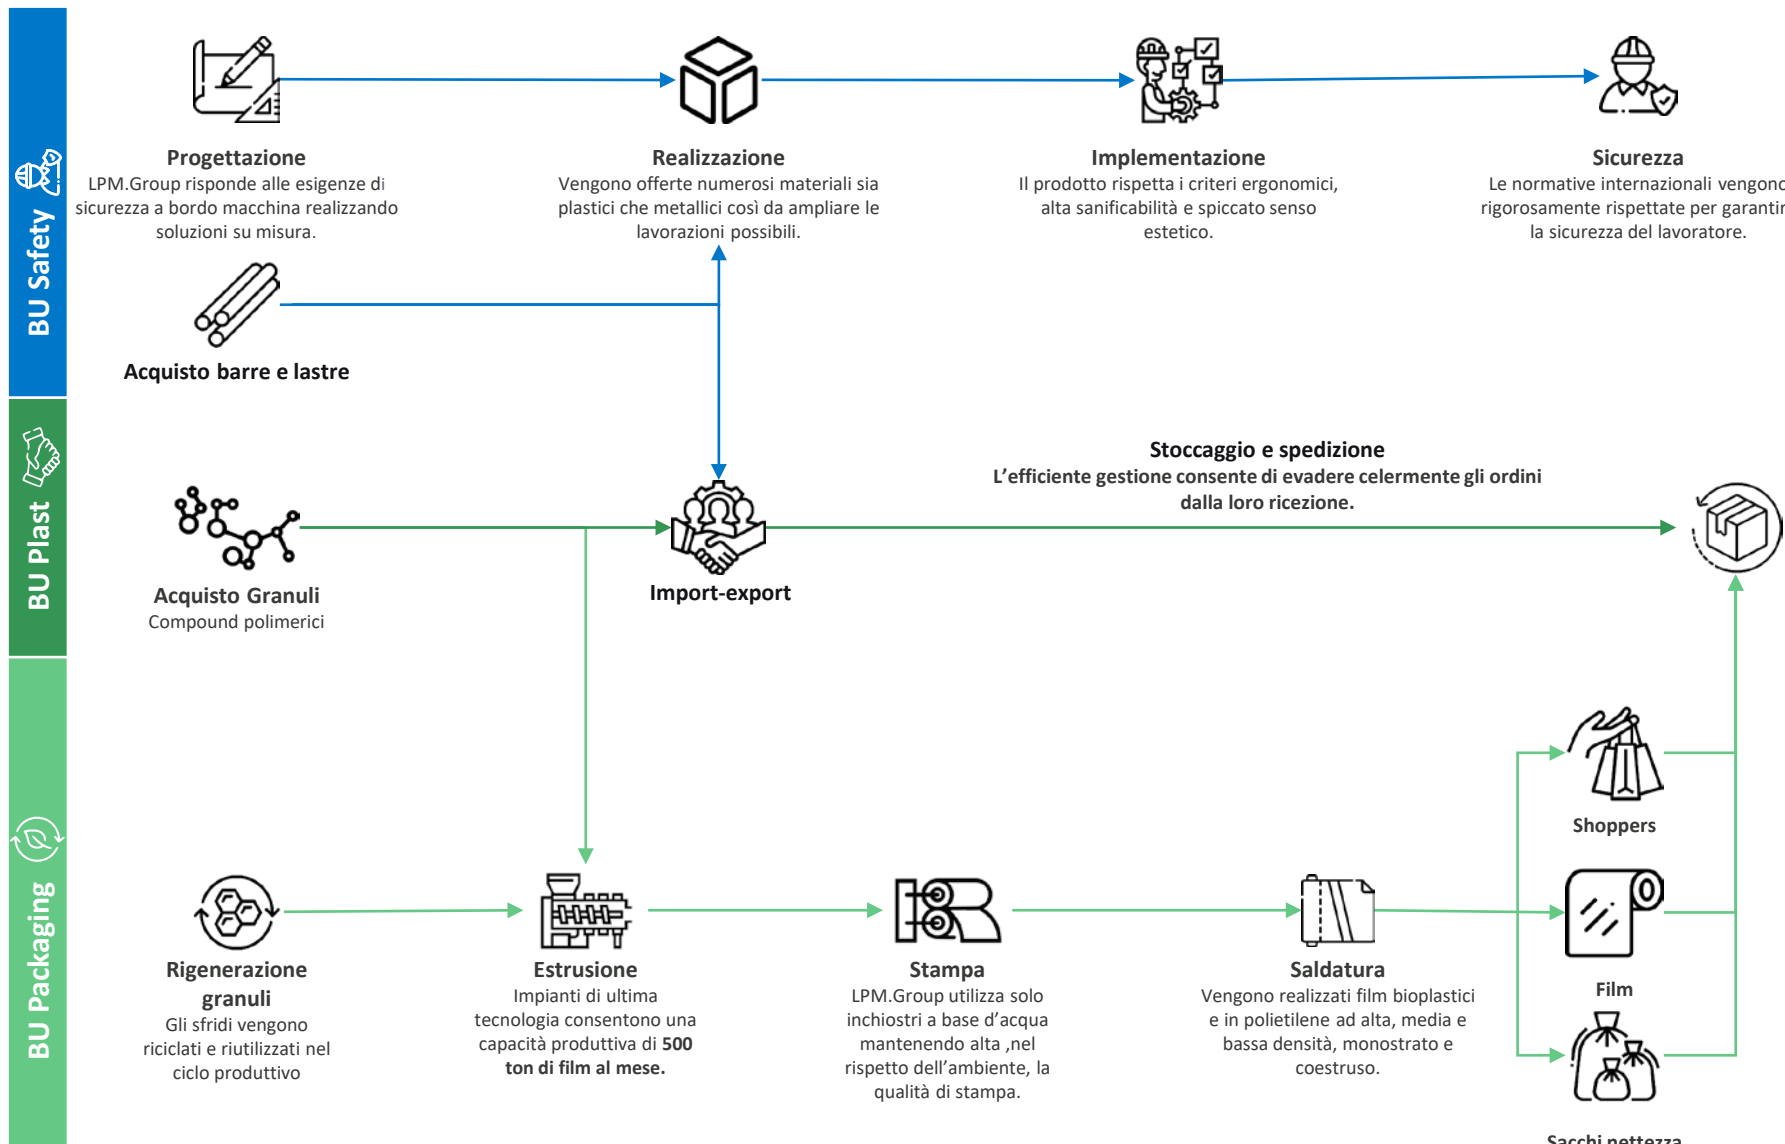 BU Safety
Progettazione
LPM.Group risponde alle esigenze di
sicurezza a bordo macchina realizzando
soluzioni su misura.
Realizzazione
Vengono offerte numerosi materiali sia
plastici che metallici così da ampliare le
lavorazioni possibili.
Implementazione
Il prodotto rispetta i criteri ergonomici,
alta sanificabilità e spiccato senso
estetico.
Sicurezza
Le normative internazionali vengono
rigorosamente rispettate per garantir
la sicurezza del lavoratore.
Acquisto barre e lastre
BU Plast
Acquisto Granuli
Compound polimerici
Import-export
Stoccaggio e spedizione
L’efficiente gestione consente di evadere celermente gli ordini
dalla loro ricezione.
BU Packaging
Rigenerazione
granuli
Gli sfridi vengono
riciclati e riutilizzati nel
ciclo produttivo
Estrusione
Impianti di ultima
tecnologia consentono una
capacità produttiva di 500
ton di film al mese.
Stampa
LPM.Group utilizza solo
inchiostri a base d’acqua
mantenendo alta ,nel
rispetto dell’ambiente, la
qualità di stampa.
Saldatura
Vengono realizzati film bioplastici
e in polietilene ad alta, media e
bassa densità, monostrato e
coestruso.
Shoppers
Film
Sacchi nettezza